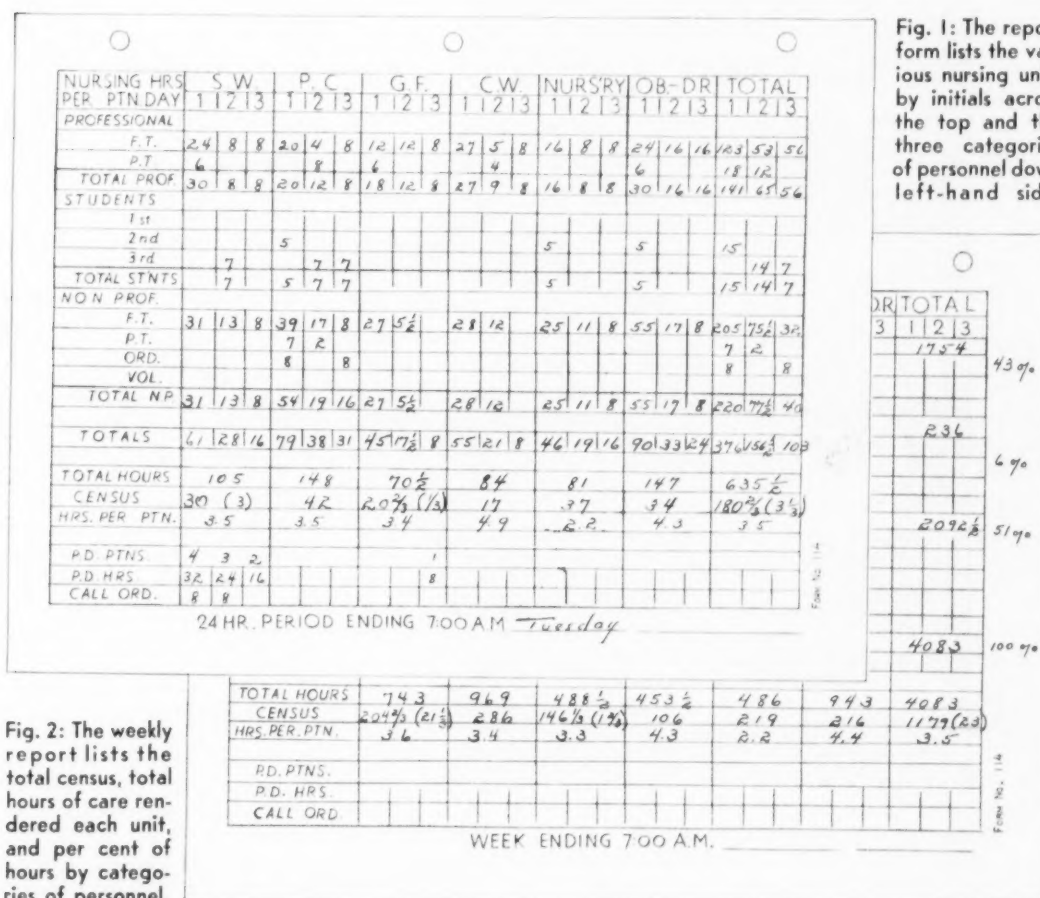 Fig. 1: The repo
form lists the va
ious nursing un
by initials acro
the top and t
three categori
of personnel dov
left-hand sid
NURSING HRS S.W. P.C G.F. C.W. NURS'RY OB-DR TOTAL
PER PTN DAY 1 2 3 1 2 3 1 2 3 1 2 3 1 2 3 1 2 3 1 2 3
PROFESSIONAL
F.T. 24 8 8 20 4 8 12 12 8 27 5 8 16 8 8 24 16 16 123 53 56
P.T. 6 8 6 4 6 18 12
TOTAL PROF. 30 8 8 20 12 8 18 12 8 27 9 8 16 8 8 30 16 16 141 65 56
STUDENTS
1st
2nd 5 5 5 15
3rd 7 7 7 14 7
TOTAL STNTS 7 5 7 7 5 5 15 14 7
NON PROF.
F.T. 31 13 8 39 17 8 27 5½ 28 12 25 11 8 55 17 8 205 75½ 32
P.T. 7 2 7 2
ORD. 8 8 8 8
VOL.
TOTAL NP 31 13 8 54 19 16 27 5½ 28 12 25 11 8 55 17 8 220 77½ 40
TOTALS 61 28 16 79 38 31 45 17½ 8 55 21 8 46 19 16 90 33 24 376 156½ 103
TOTAL HOURS 105 148 70½ 84 81 147 635½
CENSUS 30 (3) 42 20⅔ (⅓) 17 37 34 180⅔ (3⅓)
HRS. PER PTN. 3.5 3.5 3.4 4.9 2.2 4.3 3.5
P.D. PTNS. 4 3 2 1
P.D. HRS 32 24 16 8
CALL ORD. 8 8
Form No. 114
24 HR. PERIOD ENDING 7:00 A.M. Tuesday
DR TOTAL
3 1 2 3
1754
43 %
236
6 %
2092½ 51 %
4083 100 %
Fig. 2: The weekly
report lists the
total census, total
hours of care ren-
dered each unit,
and per cent of
hours by catego-
ries of personnel.
TOTAL HOURS 743 969 488½ 453½ 486 943 4083
CENSUS 204⅔ (21⅓) 286 146⅓ 106 219 216 1179 (23)
HRS. PER. PTN. 3.6 3.4 3.3 4.3 2.2 4.4 3.5
P.D. PTNS.
P.D. HRS.
CALL ORD.
Form No. 114
WEEK ENDING 7:00 A.M.